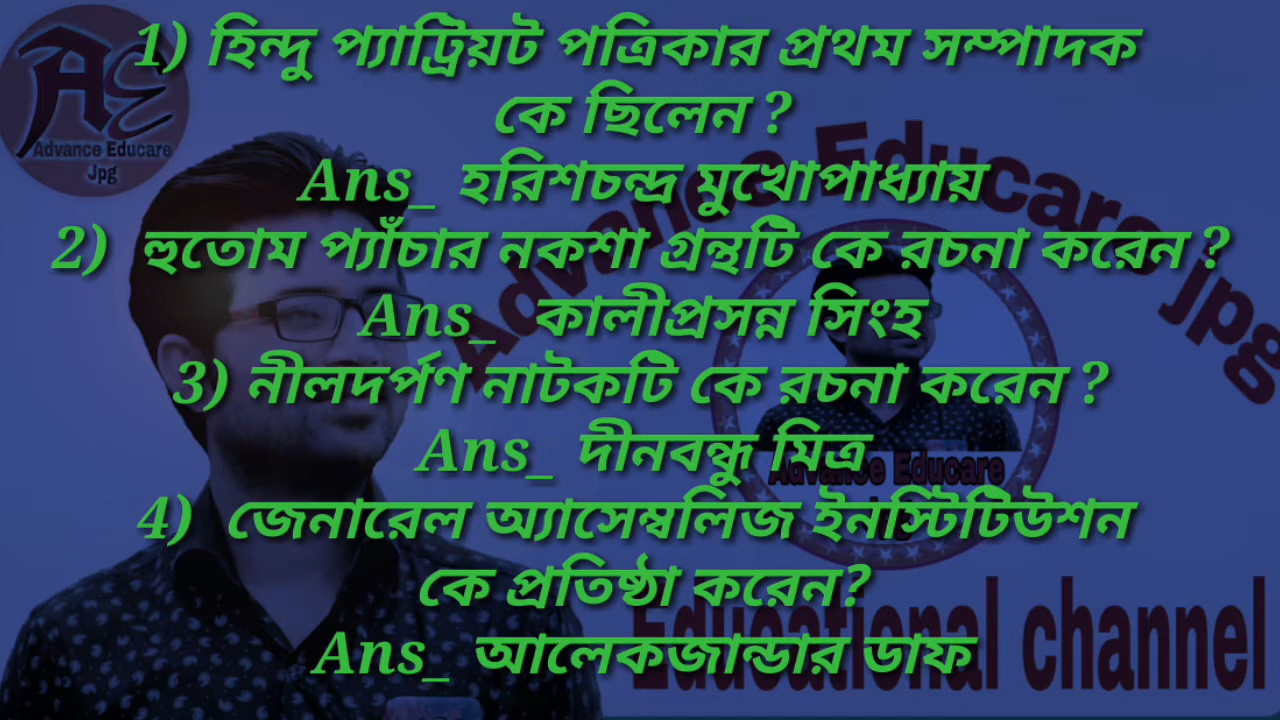 1) হিন্দু প্যাট্রিয়ট পত্রিকার প্রথম সম্পাদক
কে ছিলেন ?
Ans_ হরিশচন্দ্র মুখোপাধ্যায়
2) হুতোম প্যাঁচার নকশা গ্রন্থটি কে রচনা করেন ?
Ans_ কালীপ্রসন্ন সিংহ
3) নীলদর্পণ নাটকটি কে রচনা করেন ?
Ans_ দীনবন্ধু মিত্র
4) জেনারেল অ্যাসেম্বলিজ ইনস্টিটিউশন
কে প্রতিষ্ঠা করেন?
Ans_ আলেকজান্ডার ডাফ
AE
Advance Educare
Jpg
Advance Educare jpg
Advance Educare
Educational channel